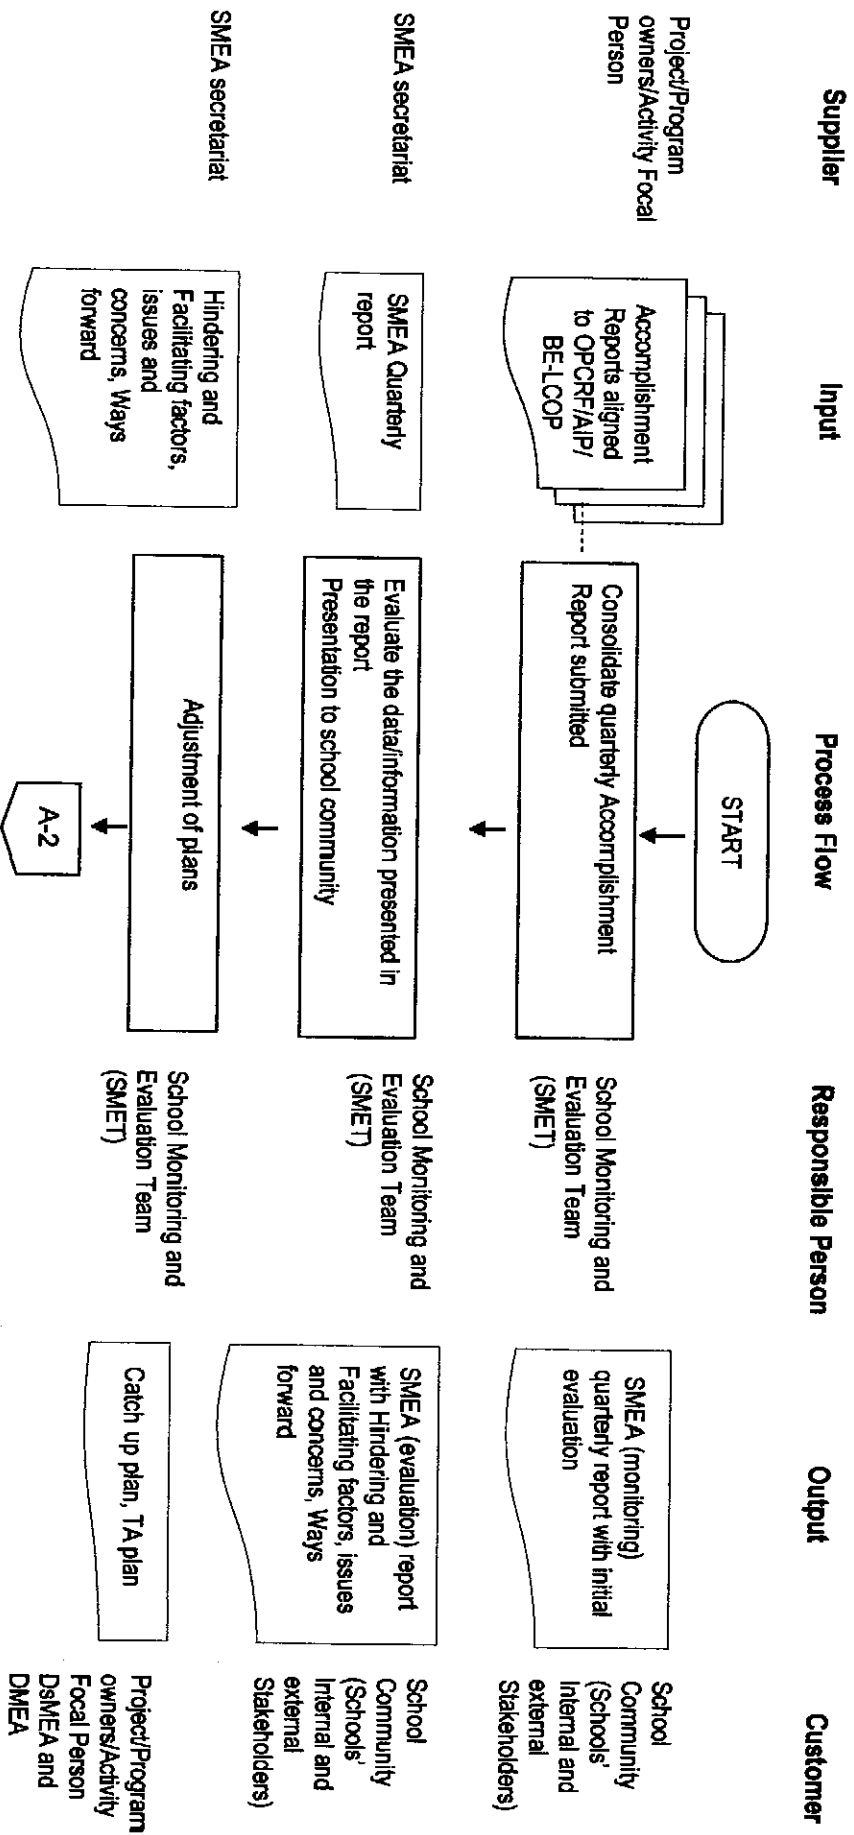 Supplier
Input
Process Flow
Responsible Person
Output
Customer
START
Project/Program
owners/Activity Focal
Person
Accomplishment
Reports aligned
to OPCRF/AIP/
BE-LCOP
Consolidate quarterly Accomplishment
Report submitted
School Monitoring and
Evaluation Team
(SMET)
SMEA (monitoring)
quarterly report with initial
evaluation
School
Community
(Schools'
Internal and
external
Stakeholders)
SMEA secretariat
SMEA Quarterly
report
Evaluate the data/information presented in
the report
Presentation to school community
School Monitoring and
Evaluation Team
(SMET)
SMEA (evaluation) report
with Hindering and
Facilitating factors, issues
and concerns, Ways
forward
School
Community
(Schools'
Internal and
external
Stakeholders)
SMEA secretariat
Hindering and
Facilitating factors,
issues and
concerns, Ways
forward
Adjustment of plans
School Monitoring and
Evaluation Team
(SMET)
Catch up plan, TA plan
Project/Program
owners/Activity
Focal Person
DsMEA and
DMEA
A-2